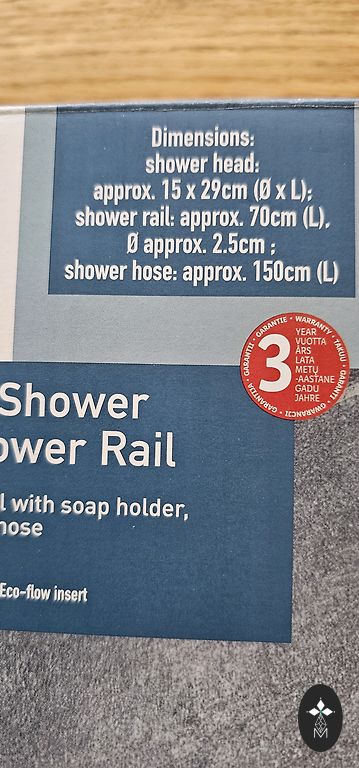 Dimensions:
shower head:
approx. 15 x 29cm (Ø x L);
shower rail: approx. 70cm (L),
Ø approx. 2.5cm ;
shower hose: approx. 150cm (L)
GARANTIE · WARRANTY · TAKUU · GARANTI · GWARANCJI · GARANTIJA · GARANTII
3
YEAR
VUOTTA
ÅRS
LATA
METŲ
-AASTANE
GADU
JAHRE
Shower
ower Rail
l with soap holder,
hose
Eco-flow insert
M